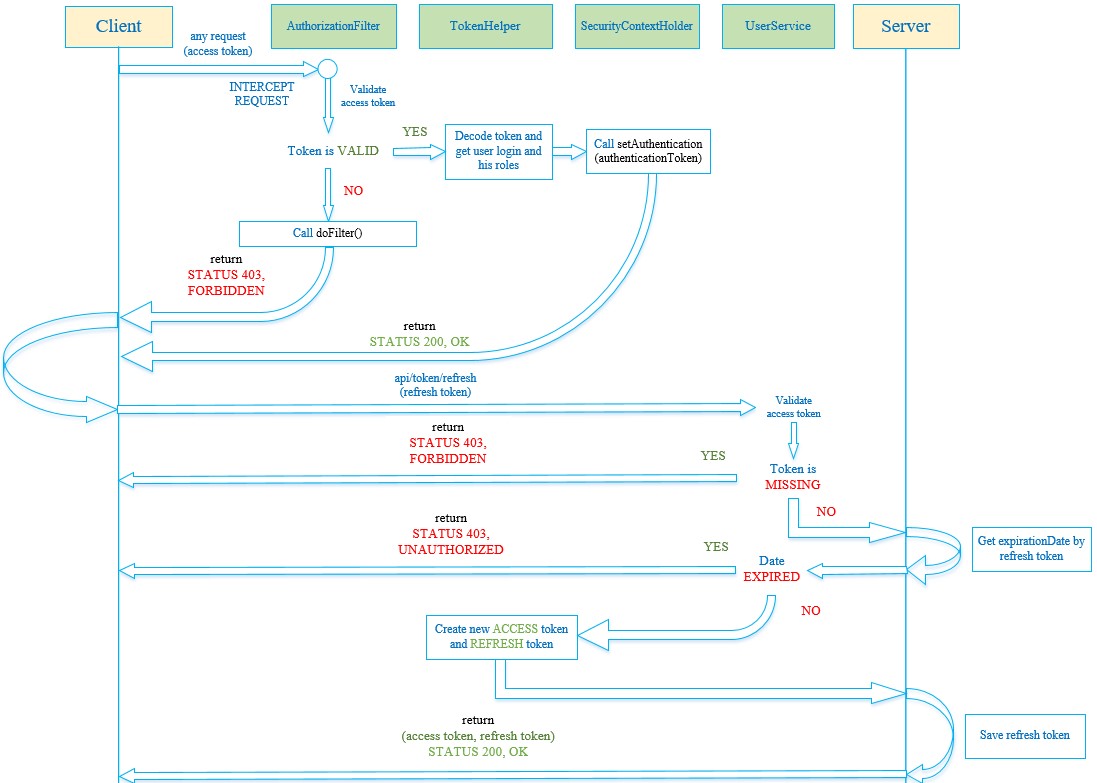 Client
AuthorizationFilter
TokenHelper
SecurityContextHolder
UserService
Server
any request
(access token)
INTERCEPT
REQUEST
Validate
access token
Token is VALID
YES
Decode token and
get user login and
his roles
Call setAuthentication
(authenticationToken)
NO
Call doFilter()
return
STATUS 403,
FORBIDDEN
return
STATUS 200, OK
api/token/refresh
(refresh token)
Validate
access token
return
STATUS 403,
FORBIDDEN
YES
Token is
MISSING
NO
return
STATUS 403,
UNAUTHORIZED
YES
Get expirationDate by
refresh token
Date
EXPIRED
NO
Create new ACCESS token
and REFRESH token
return
(access token, refresh token)
STATUS 200, OK
Save refresh token